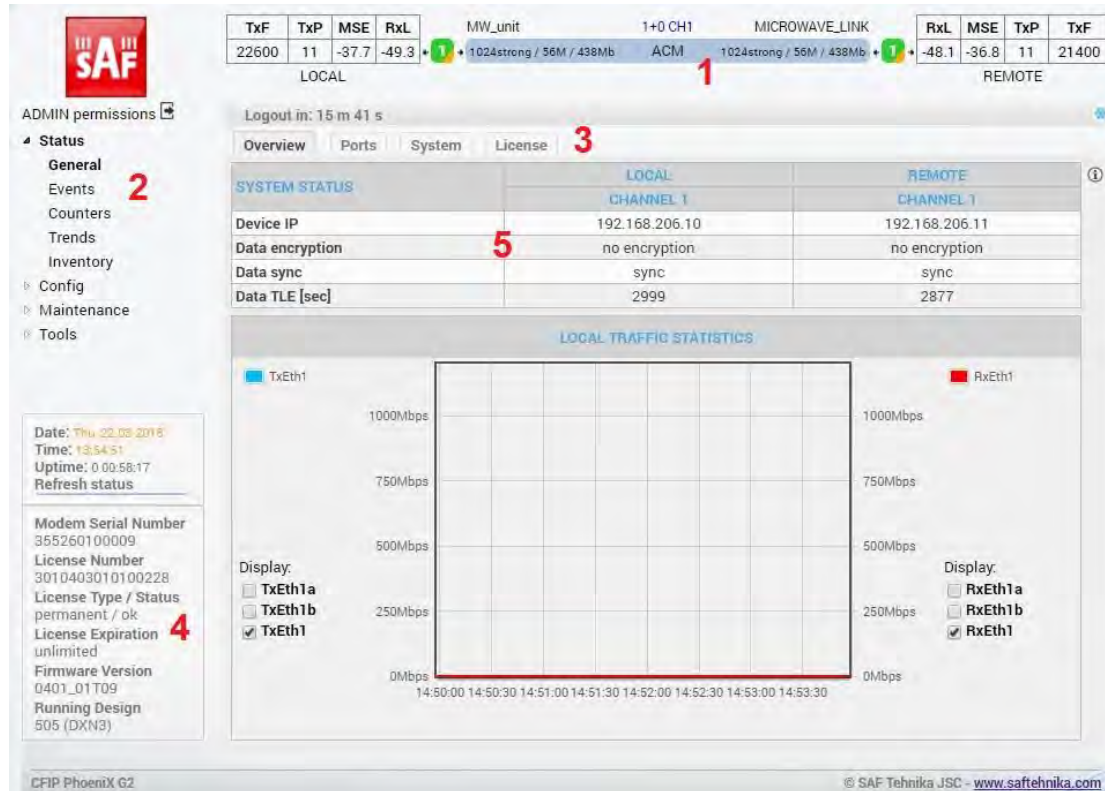 SAF
TxF TxP MSE RxL MW_unit 1+0 CH1 MICROWAVE_LINK RxL MSE TxP TxF
22600 11 -37.7 -49.3 1 1024strong / 56M / 438Mb ACM 1024strong / 56M / 438Mb 1 -48.1 -36.8 11 21400
LOCAL 1 REMOTE
ADMIN permissions
Status
General
Events
2
Counters
Trends
Inventory
Config
Maintenance
Tools
Logout in: 15 m 41 s
Overview Ports System License 3
SYSTEM STATUS LOCAL REMOTE
CHANNEL 1 CHANNEL 1
Device IP 192.168.206.10 192.168.206.11
Data encryption 5 no encryption no encryption
Data sync sync sync
Data TLE [sec] 2999 2877
LOCAL TRAFFIC STATISTICS
TxEth1 RxEth1
1000Mbps 1000Mbps
750Mbps 750Mbps
500Mbps 500Mbps
250Mbps 250Mbps
0Mbps 0Mbps
14:50:00 14:50:30 14:51:00 14:51:30 14:52:00 14:52:30 14:53:00 14:53:30
Display:
TxEth1a
TxEth1b
TxEth1
Display:
RxEth1a
RxEth1b
RxEth1
Date: Thu 22.03.2018
Time: 13:54:51
Uptime: 0 00:58:17
Refresh status
Modem Serial Number
355260100009
License Number
3010403010100228
License Type / Status
permanent / ok
4
License Expiration
unlimited
Firmware Version
0401_01T09
Running Design
505 (DXN3)
CFIP PhoeniX G2 © SAF Tehnika JSC - www.saftehnika.com